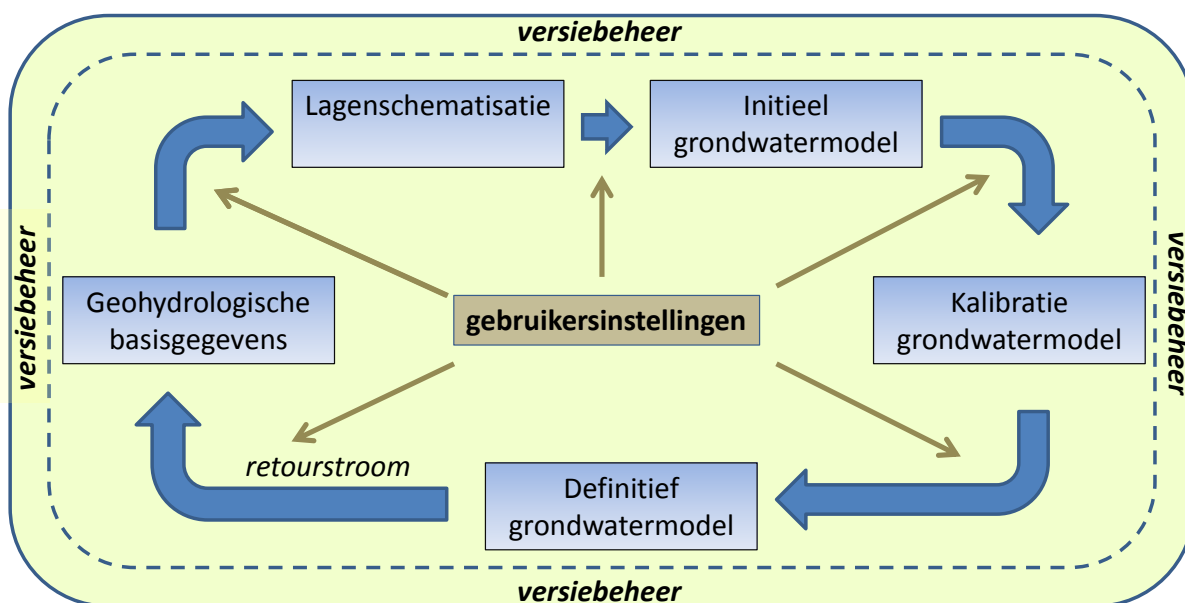 versiebeheer
Lagenschematisatie
Initieel
grondwatermodel
versiebeheer
versiebeheer
Geohydrologische
basisgegevens
gebruikersinstellingen
Kalibratie
grondwatermodel
retourstroom
Definitief
grondwatermodel
versiebeheer